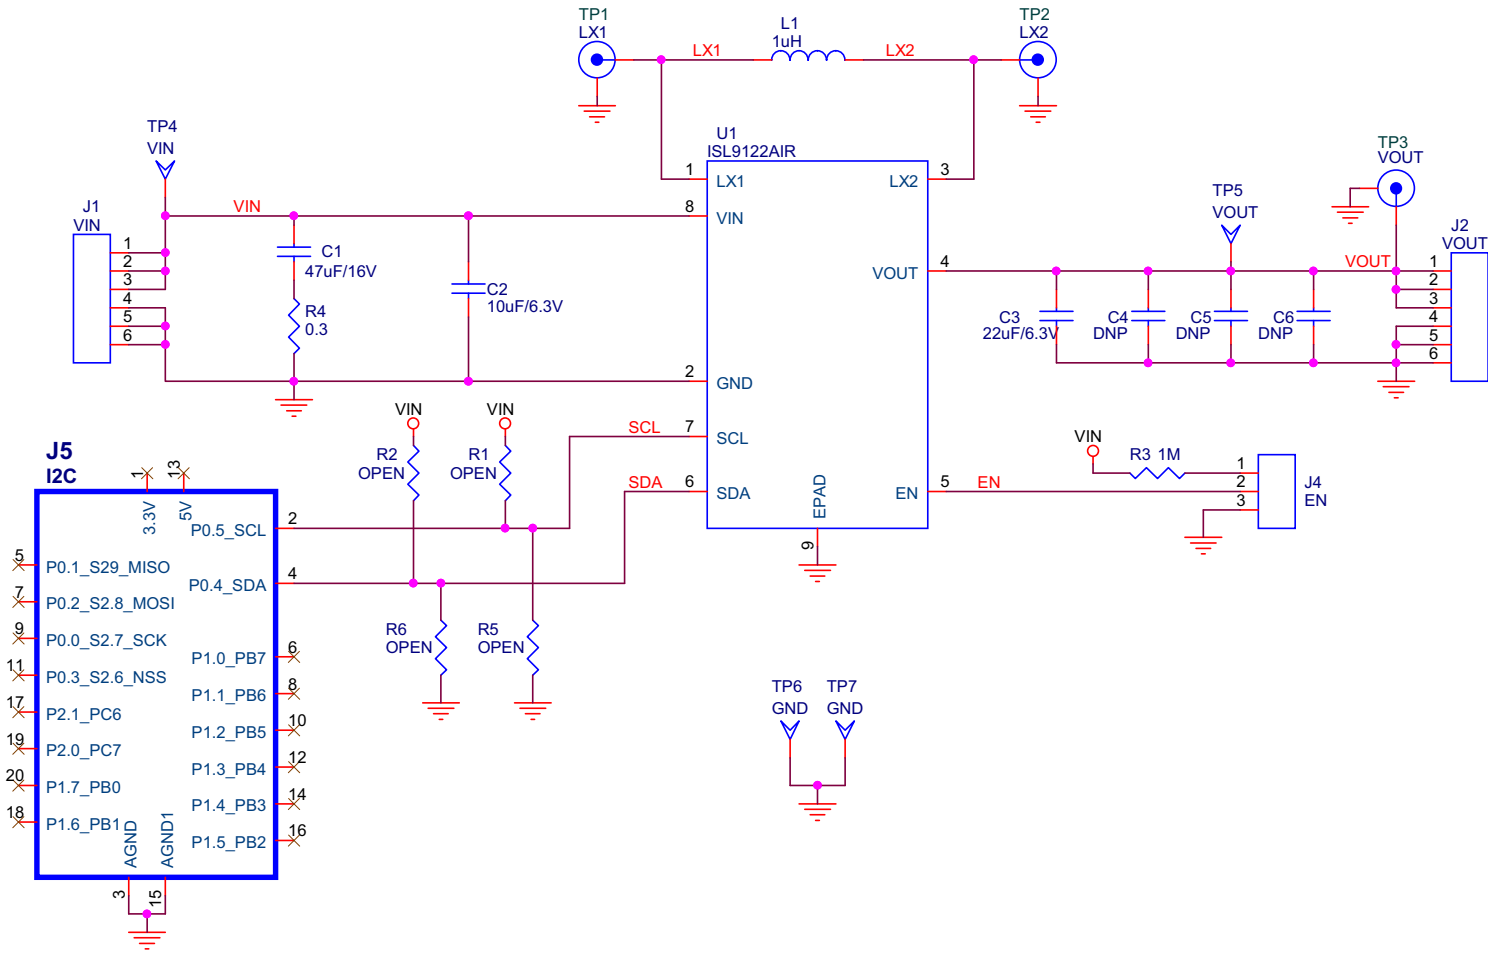 TP1
LX1
LX1
L1
1uH
LX2
TP2
LX2
TP4
VIN
U1
ISL9122AIR
1
LX1
LX2
3
TP3
VOUT
J1
VIN
VIN
8
VIN
TP5
VOUT
J2
VOUT
1
2
3
4
5
6
C1
47uF/16V
R4
0.3
C2
10uF/6.3V
VOUT
4
VOUT
1
2
3
4
5
6
C3
22uF/6.3V
C4
DNP
C5
DNP
C6
DNP
2
GND
VIN
VIN
SCL
7
SCL
R2
OPEN
R1
OPEN
SDA
6
SDA
EPAD
9
EN
5
EN
VIN
R3 1M
1
2
3
J4
EN
J5
I2C
1
13
3.3V
5V
P0.5_SCL
2
5
P0.1_S29_MISO
P0.4_SDA
4
7
P0.2_S2.8_MOSI
9
P0.0_S2.7_SCK
R6
OPEN
R5
OPEN
11
P0.3_S2.6_NSS
P1.0_PB7
6
17
P2.1_PC6
P1.1_PB6
8
19
P2.0_PC7
P1.2_PB5
10
20
P1.7_PB0
P1.3_PB4
12
18
P1.6_PB1
P1.4_PB3
14
P1.5_PB2
16
AGND
AGND1
3
15
TP6
GND
TP7
GND